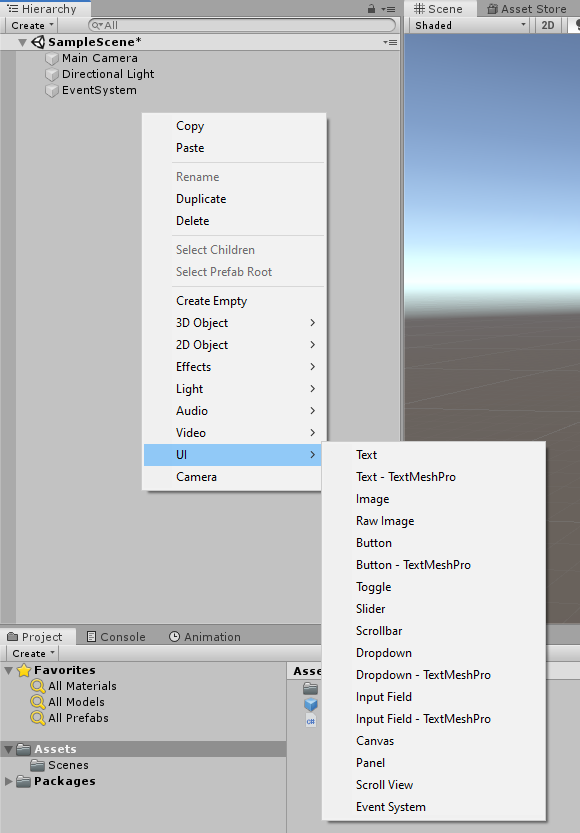 Hierarchy
Create
All
SampleScene*
Main Camera
Directional Light
EventSystem
Scene
Asset Store
Shaded
2D
Copy
Paste
Rename
Duplicate
Delete
Select Children
Select Prefab Root
Create Empty
3D Object
2D Object
Effects
Light
Audio
Video
UI
Camera
Text
Text - TextMeshPro
Image
Raw Image
Button
Button - TextMeshPro
Toggle
Slider
Scrollbar
Dropdown
Dropdown - TextMeshPro
Input Field
Input Field - TextMeshPro
Canvas
Panel
Scroll View
Event System
Project
Console
Animation
Create
Favorites
All Materials
All Models
All Prefabs
Assets
Scenes
Packages
Asse
C#